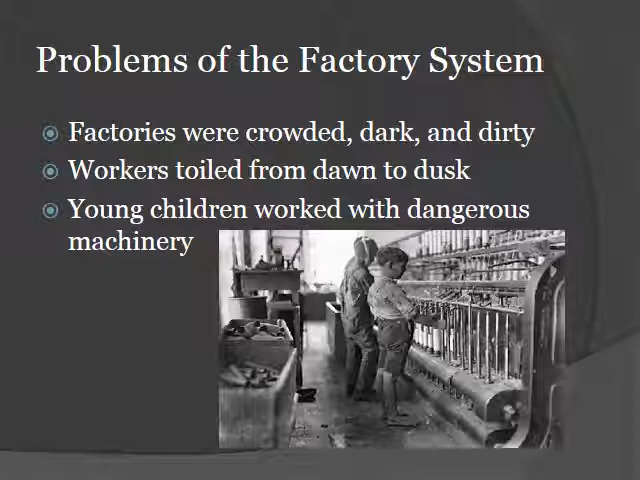 Problems of the Factory System
Factories were crowded, dark, and dirty
Workers toiled from dawn to dusk
Young children worked with dangerous
machinery